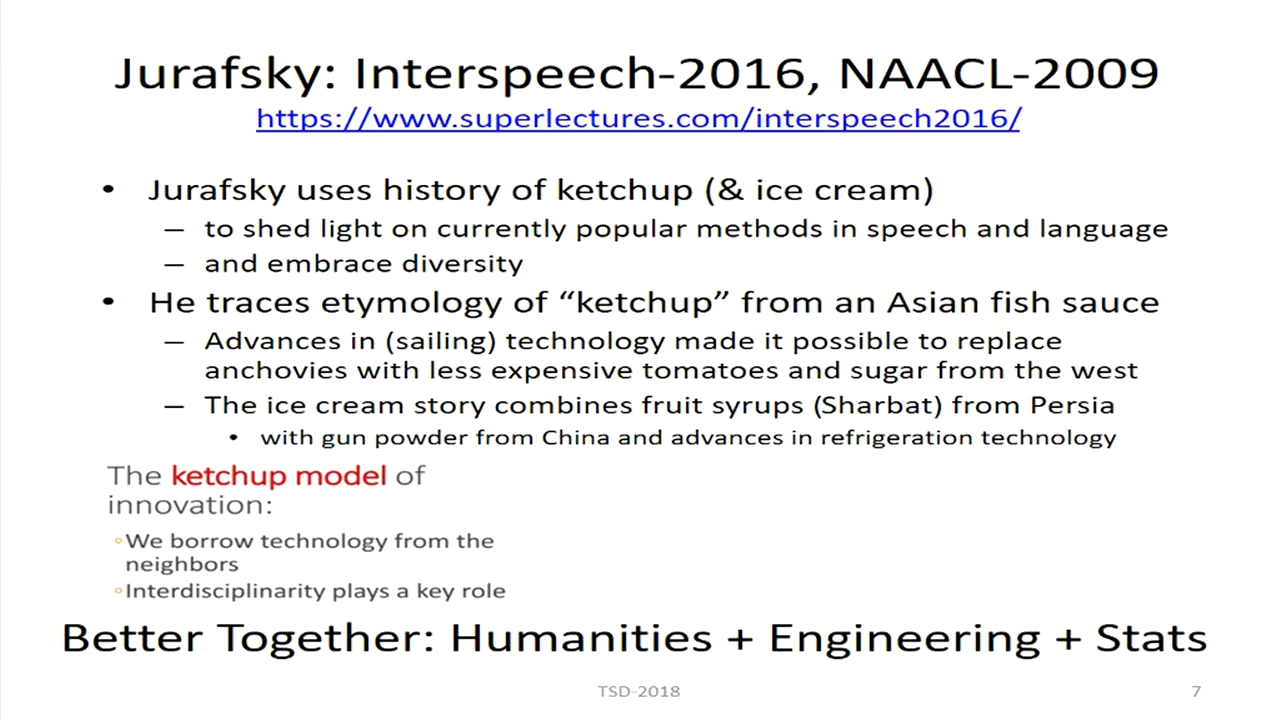 Jurafsky: Interspeech-2016, NAACL-2009
https://www.superlectures.com/interspeech2016/
• Jurafsky uses history of ketchup (& ice cream)
– to shed light on currently popular methods in speech and language
– and embrace diversity
• He traces etymology of “ketchup” from an Asian fish sauce
– Advances in (sailing) technology made it possible to replace
anchovies with less expensive tomatoes and sugar from the west
– The ice cream story combines fruit syrups (Sharbat) from Persia
• with gun powder from China and advances in refrigeration technology
The ketchup model of
innovation:
◦We borrow technology from the
neighbors
◦Interdisciplinarity plays a key role
Better Together: Humanities + Engineering + Stats
TSD-2018
7